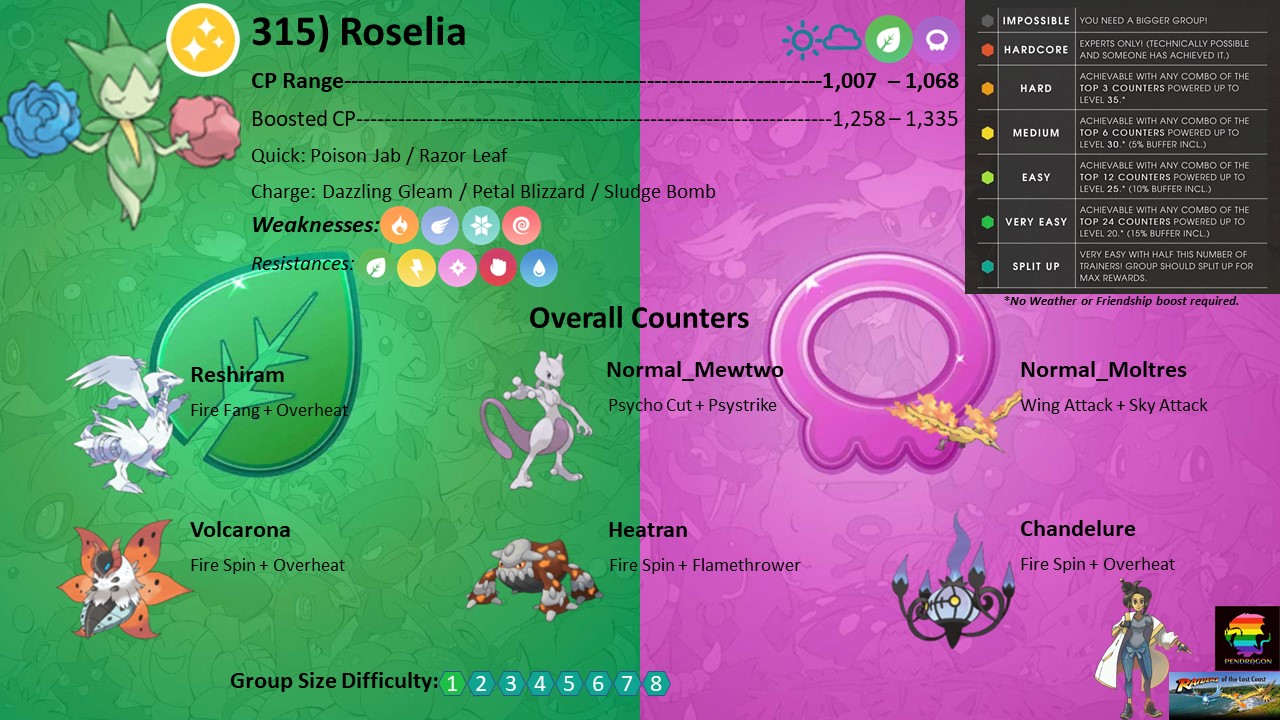 315) Roselia
CP Range--------------------------------------------------------------------------------1,007 – 1,068
Boosted CP--------------------------------------------------------------------------------1,258 – 1,335
Quick: Poison Jab / Razor Leaf
Charge: Dazzling Gleam / Petal Blizzard / Sludge Bomb
Weaknesses:
Resistances:
IMPOSSIBLE YOU NEED A BIGGER GROUP!
HARDCORE EXPERTS ONLY! (TECHNICALLY POSSIBLE
AND SOMEONE HAS ACHIEVED IT.)
HARD ACHIEVABLE WITH ANY COMBO OF THE
TOP 3 COUNTERS POWERED UP TO
LEVEL 35.*
MEDIUM ACHIEVABLE WITH ANY COMBO OF THE
TOP 6 COUNTERS POWERED UP TO
LEVEL 30.* (5% BUFFER INCL.)
EASY ACHIEVABLE WITH ANY COMBO OF THE
TOP 12 COUNTERS POWERED UP TO
LEVEL 25.* (10% BUFFER INCL.)
VERY EASY ACHIEVABLE WITH ANY COMBO OF THE
TOP 24 COUNTERS POWERED UP TO
LEVEL 20.* (15% BUFFER INCL.)
SPLIT UP VERY EASY WITH HALF THIS NUMBER OF
TRAINERS! GROUP SHOULD SPLIT UP FOR
MAX REWARDS.
*No Weather or Friendship boost required.
Overall Counters
Reshiram
Fire Fang + Overheat
Normal_Mewtwo
Psycho Cut + Psystrike
Normal_Moltres
Wing Attack + Sky Attack
Volcarona
Fire Spin + Overheat
Heatran
Fire Spin + Flamethrower
Chandelure
Fire Spin + Overheat
Group Size Difficulty: 1 2 3 4 5 6 7 8
PENDRAGON
RAIDERS of the Lost Coast